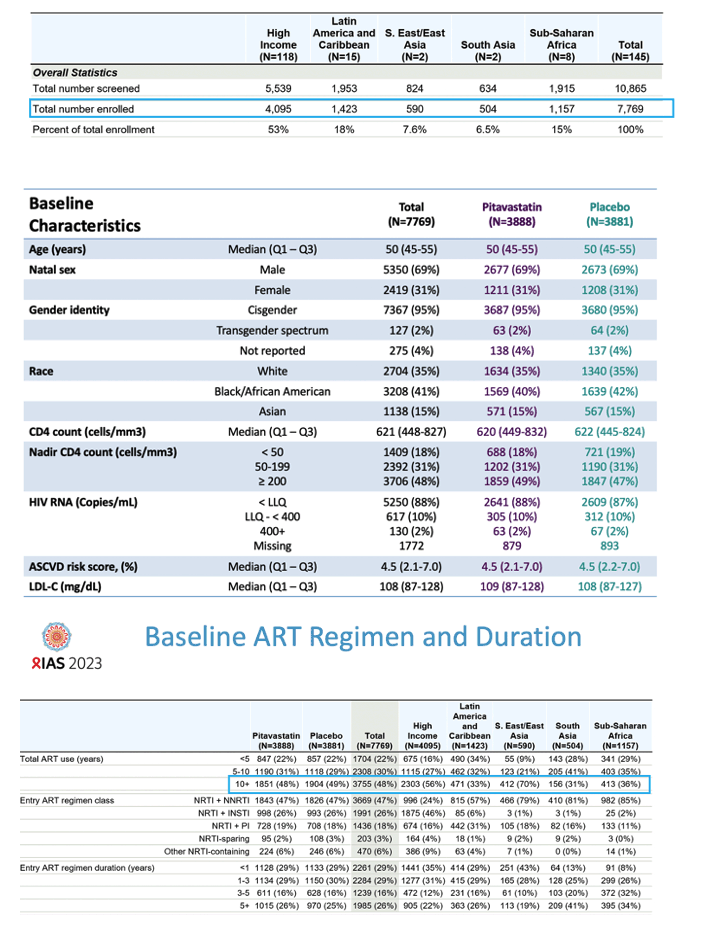 High Income (N=118) Latin America and Caribbean (N=15) S. East/East Asia (N=2) South Asia (N=2) Sub-Saharan Africa (N=8) Total (N=145)
Overall Statistics
Total number screened 5,539 1,953 824 634 1,915 10,865
Total number enrolled 4,095 1,423 590 504 1,157 7,769
Percent of total enrollment 53% 18% 7.6% 6.5% 15% 100%
Baseline Characteristics Total (N=7769) Pitavastatin (N=3888) Placebo (N=3881)
Age (years) Median (Q1 – Q3) 50 (45-55) 50 (45-55) 50 (45-55)
Natal sex Male 5350 (69%) 2677 (69%) 2673 (69%)
Female 2419 (31%) 1211 (31%) 1208 (31%)
Gender identity Cisgender 7367 (95%) 3687 (95%) 3680 (95%)
Transgender spectrum 127 (2%) 63 (2%) 64 (2%)
Not reported 275 (4%) 138 (4%) 137 (4%)
Race White 2704 (35%) 1634 (35%) 1340 (35%)
Black/African American 3208 (41%) 1569 (40%) 1639 (42%)
Asian 1138 (15%) 571 (15%) 567 (15%)
CD4 count (cells/mm3) Median (Q1 – Q3) 621 (448-827) 620 (449-832) 622 (445-824)
Nadir CD4 count (cells/mm3) < 50 1409 (18%) 688 (18%) 721 (19%)
50-199 2392 (31%) 1202 (31%) 1190 (31%)
≥ 200 3706 (48%) 1859 (49%) 1847 (47%)
HIV RNA (Copies/mL) < LLQ 5250 (88%) 2641 (88%) 2609 (87%)
LLQ - < 400 617 (10%) 305 (10%) 312 (10%)
400+ 130 (2%) 63 (2%) 67 (2%)
Missing 1772 879 893
ASCVD risk score, (%) Median (Q1 – Q3) 4.5 (2.1-7.0) 4.5 (2.1-7.0) 4.5 (2.2-7.0)
LDL-C (mg/dL) Median (Q1 – Q3) 108 (87-128) 109 (87-128) 108 (87-127)
Baseline ART Regimen and Duration
IAS 2023
Pitavastatin (N=3888) Placebo (N=3881) Total (N=7769) High Income (N=4095) Latin America and Caribbean (N=1423) S. East/East Asia (N=590) South Asia (N=504) Sub-Saharan Africa (N=1157)
Total ART use (years) <5 847 (22%) 857 (22%) 1704 (22%) 675 (16%) 490 (34%) 55 (9%) 143 (28%) 341 (29%)
5-10 1190 (31%) 1118 (29%) 2308 (30%) 1115 (27%) 462 (32%) 123 (21%) 205 (41%) 403 (35%)
10+ 1851 (48%) 1904 (49%) 3755 (48%) 2303 (56%) 471 (33%) 412 (70%) 156 (31%) 413 (36%)
Entry ART regimen class NRTI + NNRTI 1843 (47%) 1826 (47%) 3669 (47%) 996 (24%) 815 (57%) 466 (79%) 410 (81%) 982 (85%)
NRTI + INSTI 998 (26%) 993 (26%) 1991 (26%) 1875 (46%) 85 (6%) 3 (1%) 3 (1%) 25 (2%)
NRTI + PI 728 (19%) 708 (18%) 1436 (18%) 674 (16%) 442 (31%) 105 (18%) 82 (16%) 133 (11%)
NRTI-sparing 95 (2%) 108 (3%) 203 (3%) 164 (4%) 18 (1%) 9 (2%) 9 (2%) 3 (0%)
Other NRTI-containing 224 (6%) 246 (6%) 470 (6%) 386 (9%) 63 (4%) 7 (1%) 0 (0%) 14 (1%)
Entry ART regimen duration (years) <1 1128 (29%) 1133 (29%) 2261 (29%) 1441 (35%) 414 (29%) 251 (43%) 64 (13%) 91 (8%)
1-3 1134 (29%) 1150 (30%) 2284 (29%) 1277 (31%) 415 (29%) 165 (28%) 128 (25%) 299 (26%)
3-5 611 (16%) 628 (16%) 1239 (16%) 472 (12%) 231 (16%) 61 (10%) 103 (20%) 372 (32%)
5+ 1015 (26%) 970 (25%) 1985 (26%) 905 (22%) 363 (26%) 113 (19%) 209 (41%) 395 (34%)